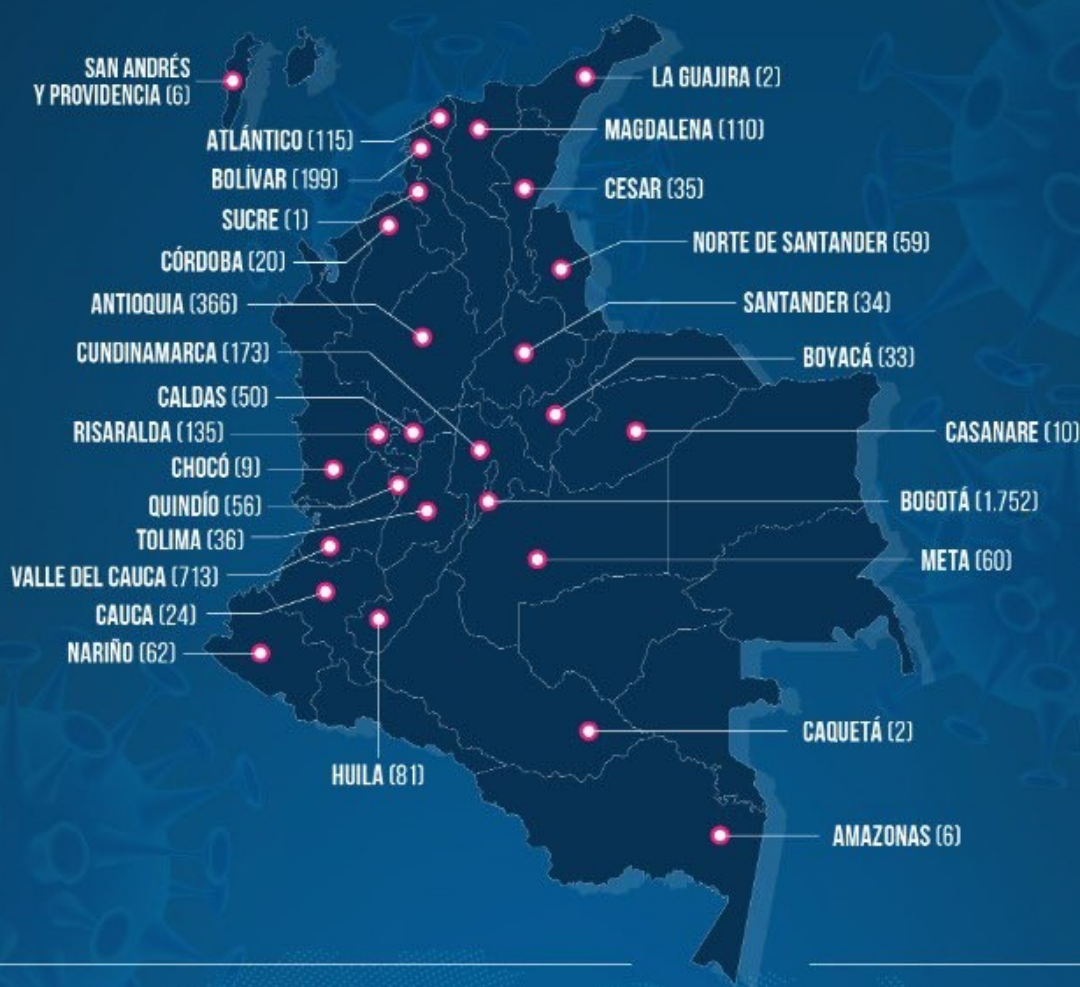 SAN ANDRÉS
Y PROVIDENCIA (6)
LA GUAJIRA (2)
ATLÁNTICO (115)
MAGDALENA (110)
BOLÍVAR (199)
CESAR (35)
SUCRE (1)
NORTE DE SANTANDER (59)
CÓRDOBA (20)
ANTIOQUIA (366)
SANTANDER (34)
CUNDINAMARCA (173)
BOYACÁ (33)
CALDAS (50)
RISARALDA (135)
CASANARE (10)
CHOCÓ (9)
QUINDÍO (56)
BOGOTÁ (1.752)
TOLIMA (36)
META (60)
VALLE DEL CAUCA (713)
CAUCA (24)
NARIÑO (62)
CAQUETÁ (2)
HUILA (81)
AMAZONAS (6)